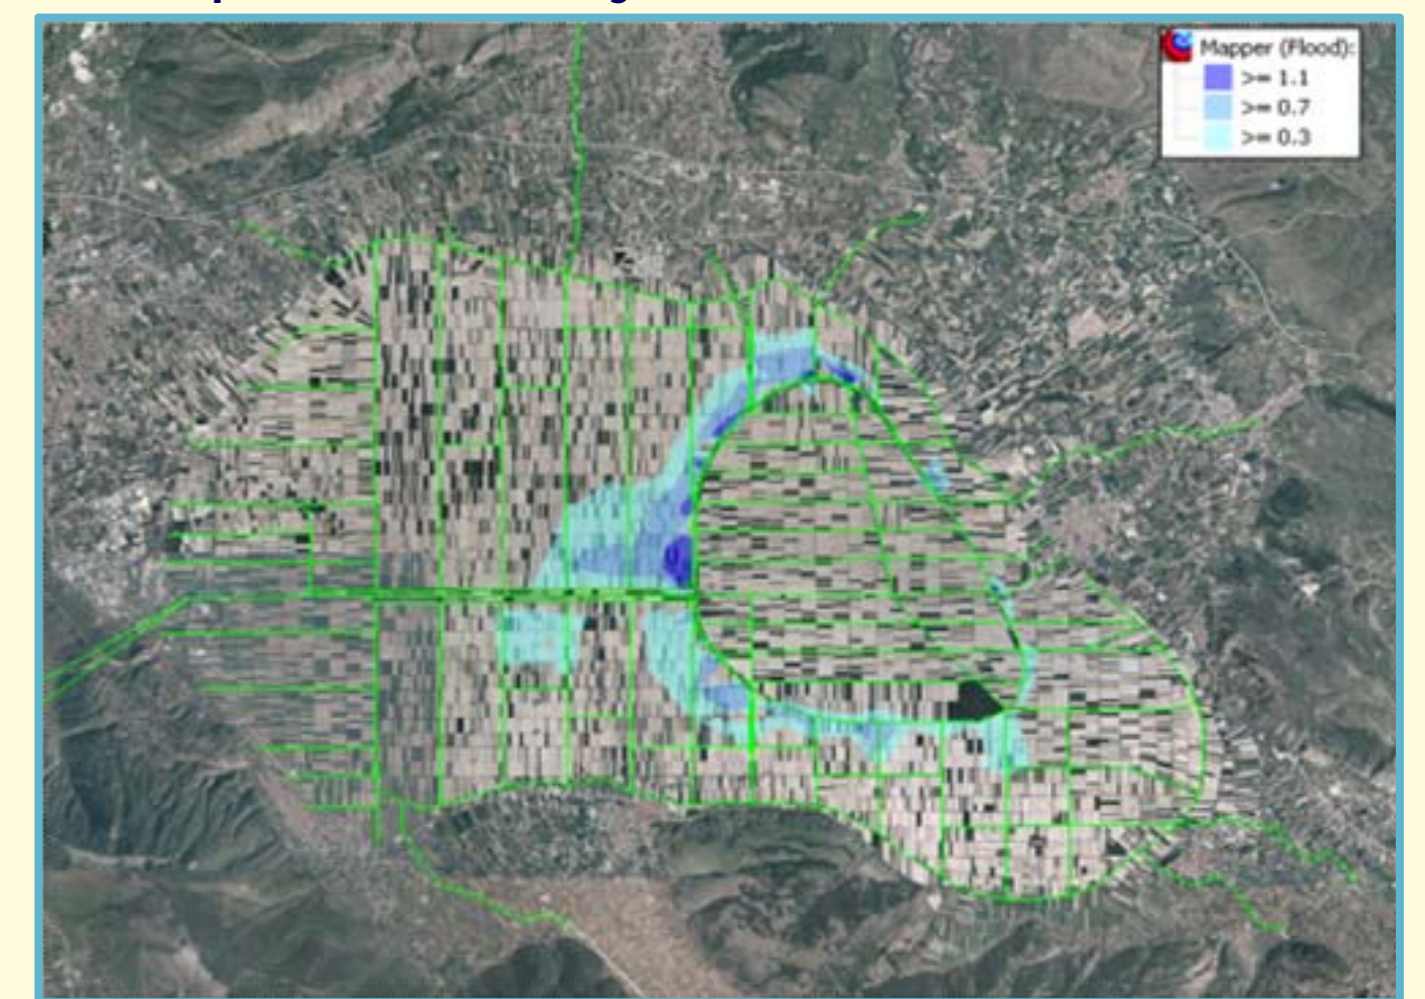 Mapper (Flood):
>= 1.1
>= 0.7
>= 0.3